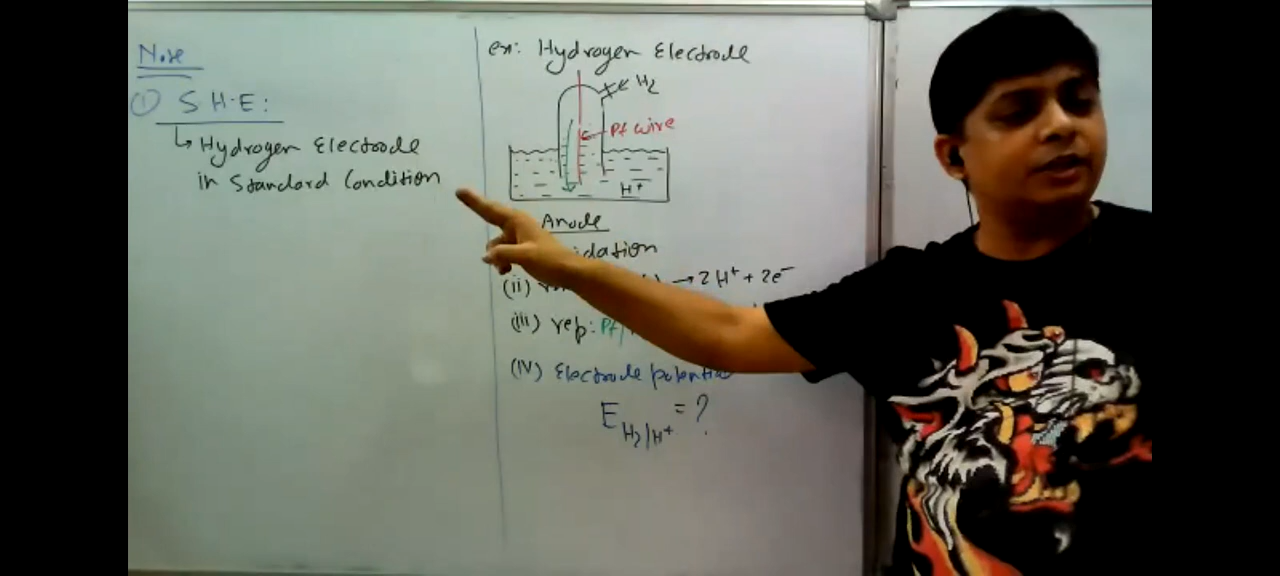 Note
① S.H.E:
↳ Hydrogen Electrode
in Standard Condition
ex: Hydrogen Electrode
H2
Pt wire
H+
Anode
idation
(ii) → 2H+ + 2e-
(iii) rep: Pt/
(iv) Electrode potential
E H2/H+ = ?